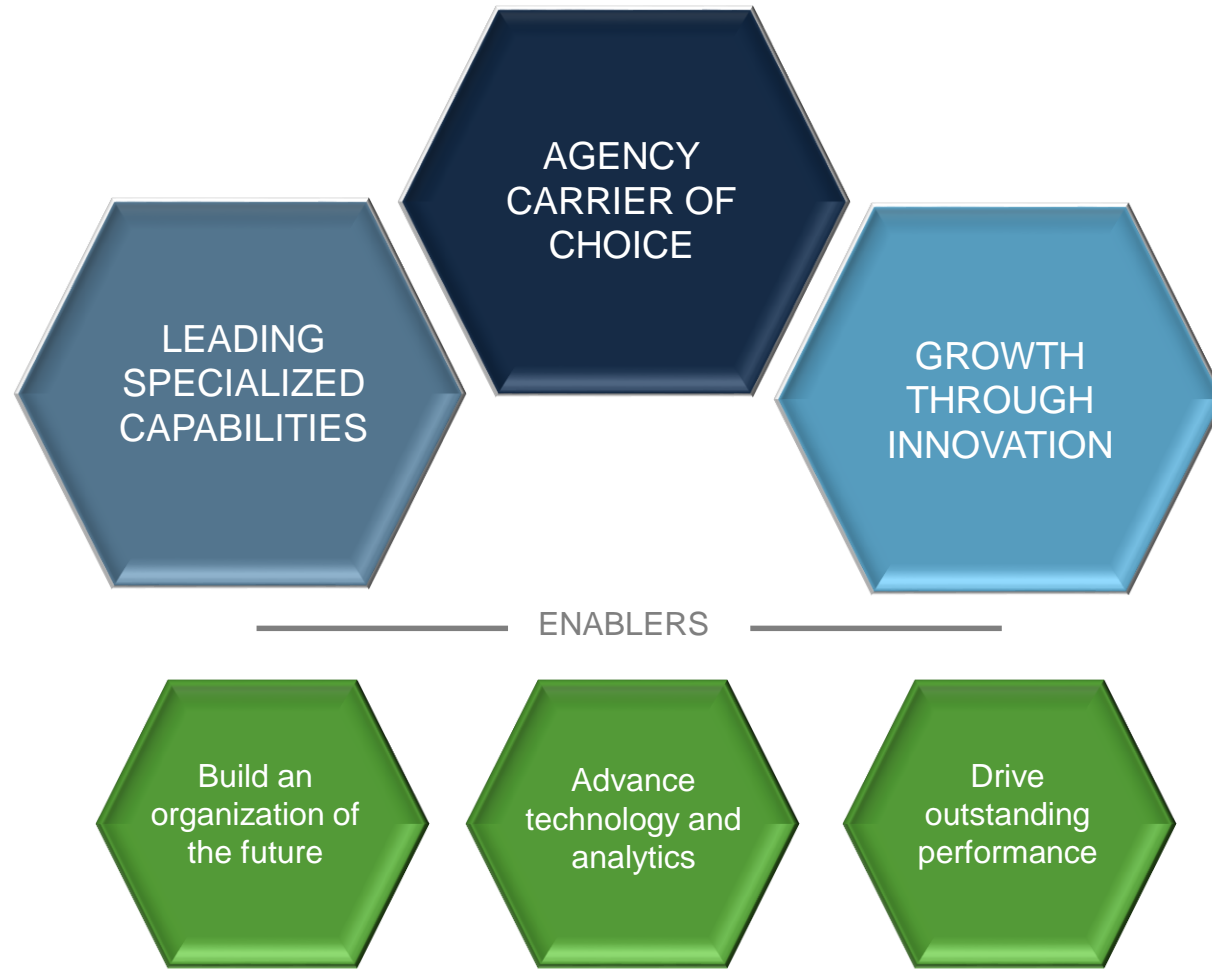 AGENCY
CARRIER OF
CHOICE
LEADING
SPECIALIZED
CAPABILITIES
GROWTH
THROUGH
INNOVATION
ENABLERS
Build an
organization of
the future
Advance
technology and
analytics
Drive
outstanding
performance